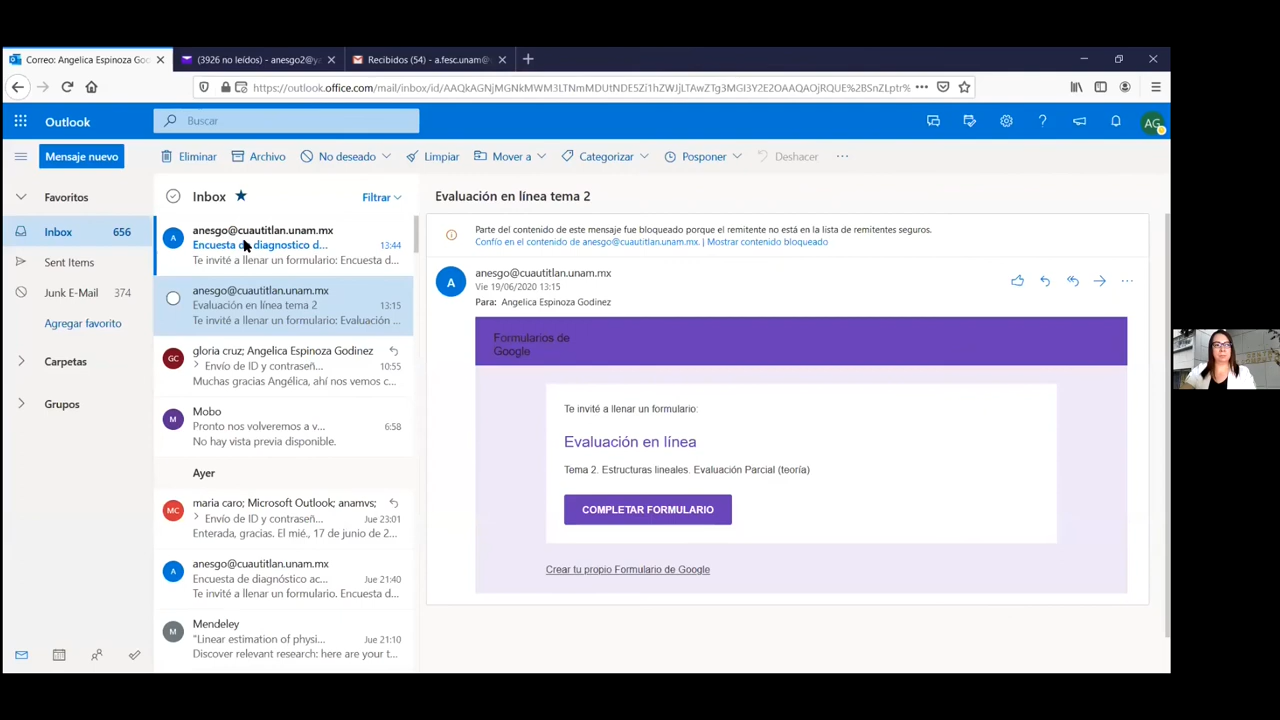 Correo: Angelica Espinoza Go
(3926 no leídos) - anesgo2@y
Recibidos (54) - a.fesc.unam@
https://outlook.office.com/mail/inbox/id/
Outlook
Buscar
AG
Mensaje nuevo
Eliminar
Archivo
No deseado
Limpiar
Mover a
Categorizar
Posponer
Deshacer
Favoritos
Inbox 656
Sent Items
Junk E-Mail 374
Agregar favorito
Carpetas
Grupos
Inbox
Filtrar
A
anesgo@cuautitlan.unam.mx
Encuesta de diagnostico d... 13:44
Te invité a llenar un formulario: Encuesta d...
anesgo@cuautitlan.unam.mx
Evaluación en línea tema 2 13:15
Te invité a llenar un formulario: Evaluación ...
GC
gloria cruz; Angelica Espinoza Godinez
Envío de ID y contraseñ... 10:55
Muchas gracias Angélica, ahí nos vemos c...
M
Mobo
Pronto nos volveremos a v... 6:58
No hay vista previa disponible.
Ayer
MC
maria caro; Microsoft Outlook; anamvs;
Envío de ID y contraseñ... Jue 23:01
Enterada, gracias. El mié., 17 de junio de 2...
A
anesgo@cuautitlan.unam.mx
Encuesta de diagnóstico ac... Jue 21:40
Te invité a llenar un formulario. Encuesta d...
M
Mendeley
"Linear estimation of physi... Jue 21:10
Discover relevant research: here are your t...
Evaluación en línea tema 2
Parte del contenido de este mensaje fue bloqueado porque el remitente no está en la lista de remitentes seguros.
Confío en el contenido de anesgo@cuautitlan.unam.mx. | Mostrar contenido bloqueado
A
anesgo@cuautitlan.unam.mx
Vie 19/06/2020 13:15
Para: Angelica Espinoza Godinez
Formularios de
Google
Te invité a llenar un formulario:
Evaluación en línea
Tema 2. Estructuras lineales. Evaluación Parcial (teoría)
COMPLETAR FORMULARIO
Crear tu propio Formulario de Google